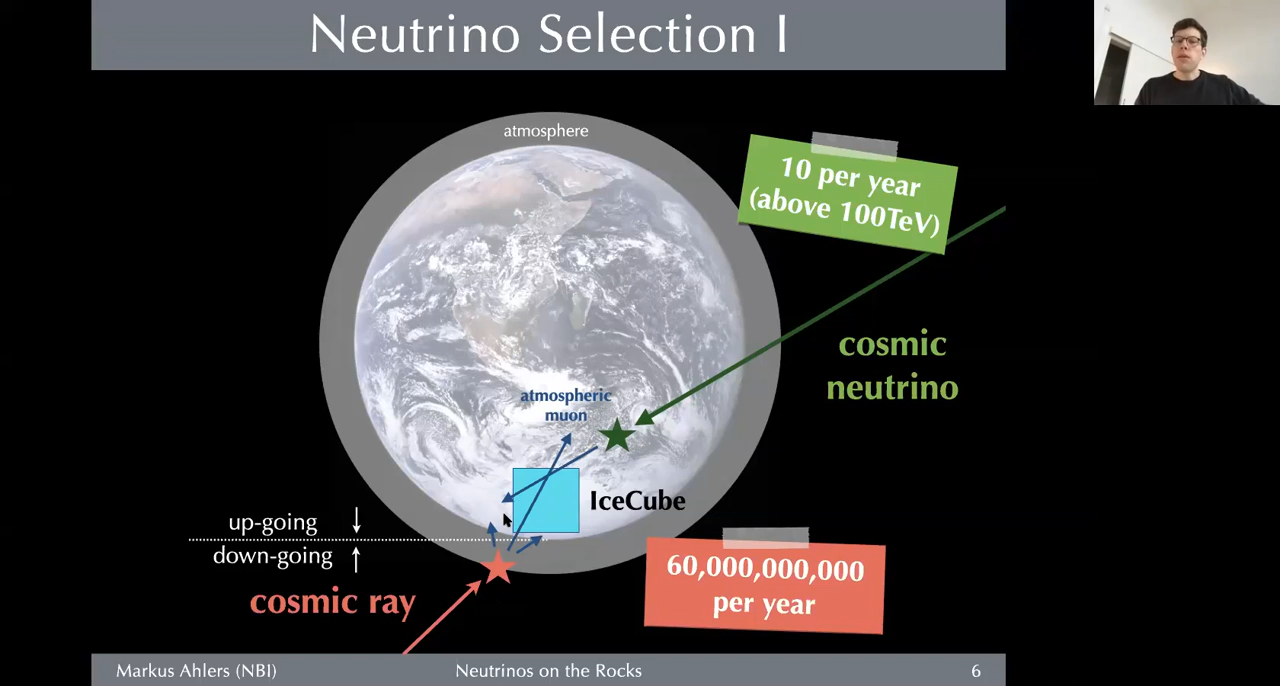 Neutrino Selection I
atmosphere
10 per year
(above 100TeV)
cosmic
neutrino
atmospheric
muon
IceCube
up-going
down-going
cosmic ray
60,000,000,000
per year
Markus Ahlers (NBI)
Neutrinos on the Rocks
6